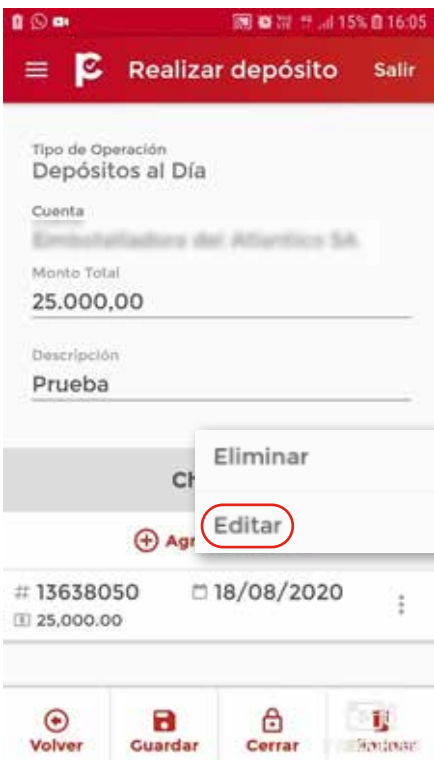 15% 16:05
Realizar depósito Salir
Tipo de Operación
Depósitos al Día
Cuenta
Monto Total
25.000,00
Descripción
Prueba
Eliminar
Editar
# 13638050 18/08/2020
25,000.00
Volver Guardar Cerrar